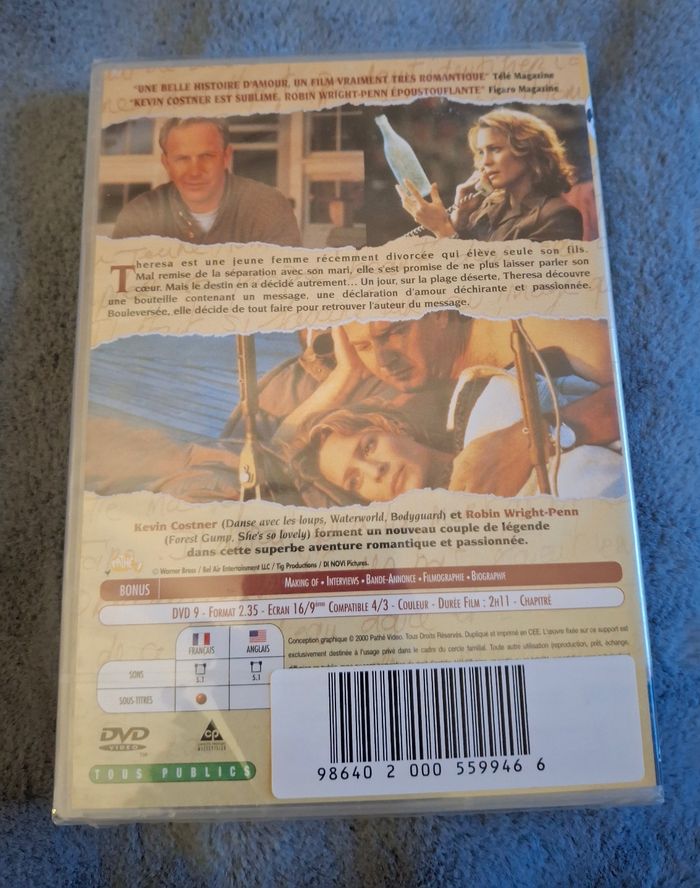 "UNE BELLE HISTOIRE D'AMOUR, UN FILM VRAIMENT TRÈS ROMANTIQUE" Télé Magazine
"KEVIN COSTNER EST SUBLIME, ROBIN WRIGHT-PENN ÉPOUSTOUFLANTE" Figaro Magazine
Theresa est une jeune femme récemment divorcée qui élève seule son fils.
Mal remise de la séparation avec son mari, elle s'est promise de ne plus laisser parler son
cœur. Mais le destin en a décidé autrement... Un jour, sur la plage déserte, Theresa découvre
une bouteille contenant un message, une déclaration d'amour déchirante et passionnée.
Bouleversée, elle décide de tout faire pour retrouver l'auteur du message.
Kevin Costner (Danse avec les loups, Waterworld, Bodyguard) et Robin Wright-Penn
(Forest Gump, She's so lovely) forment un nouveau couple de légende
dans cette superbe aventure romantique et passionnée.
© Warner Bross / Bel Air Entertainment LLC / Tig Productions / DI NOVI Pictures.
BONUS
MAKING OF • INTERVIEWS • BANDE-ANNONCE • FILMOGRAPHIE • BIOGRAPHIE
DVD 9 - FORMAT 2.35 - ECRAN 16/9ème COMPATIBLE 4/3 - COULEUR - DURÉE FILM : 2H11 - CHAPITRÉ
FRANÇAIS ANGLAIS
SONS 5.1 5.1
SOUS-TITRES
Conception graphique © 2000 Pathé Video. Tous Droits Réservés. Dupliqué et imprimé en CEE. L'œuvre fixée sur ce support est
exclusivement destinée à l'usage privé dans le cadre du cercle familial. Toute autre utilisation (reproduction, prêt, échange,
DVD
VIDEO
TM
cp
TOUS PUBLICS
98640 2 000 559946 6